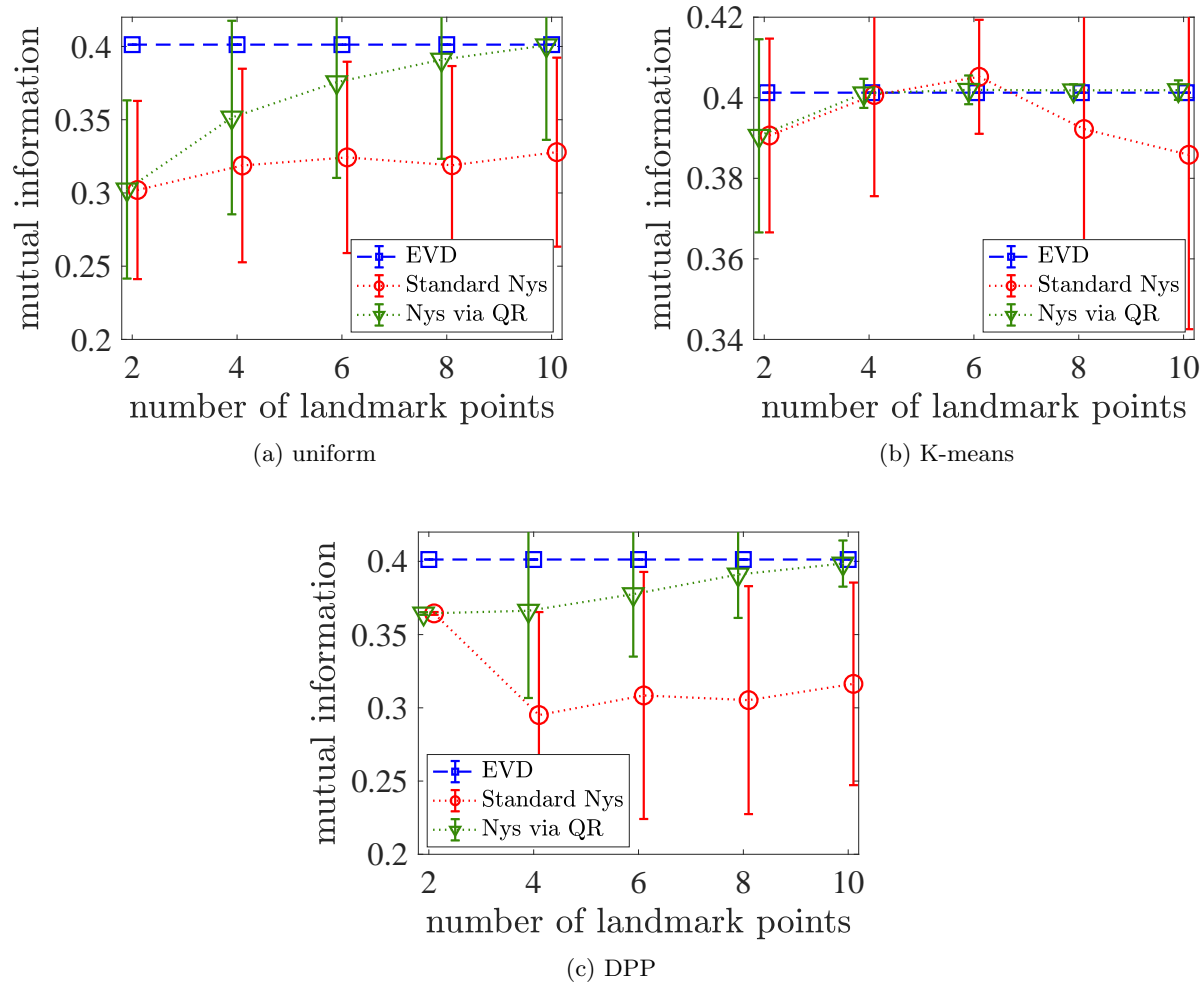 mutual information
0.4
0.35
0.3
0.25
0.2
EVD
Standard Nys
Nys via QR
2 4 6 8 10
number of landmark points
(a) uniform
mutual information
0.42
0.4
0.38
0.36
0.34
EVD
Standard Nys
Nys via QR
2 4 6 8 10
number of landmark points
(b) K-means
mutual information
0.4
0.35
0.3
0.25
0.2
EVD
Standard Nys
Nys via QR
2 4 6 8 10
number of landmark points
(c) DPP